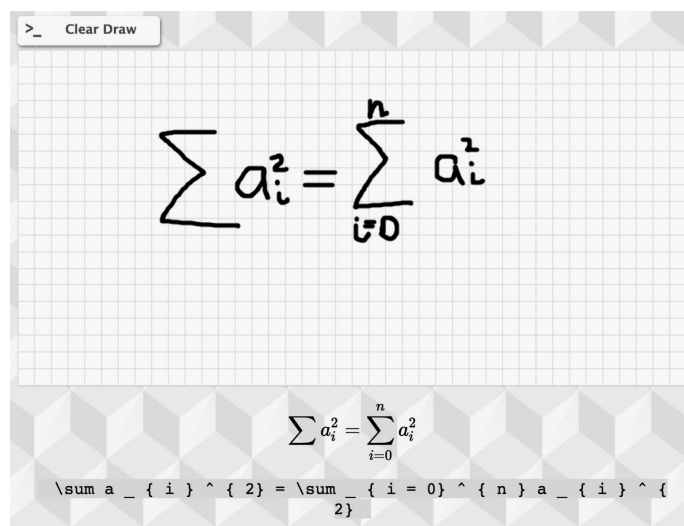 >_ Clear Draw
∑ a_i^2 = ∑_{i=0}^{n} a_i^2
∑ a_i^2 = ∑_{i=0}^{n} a_i^2
\sum a _ { i } ^ { 2} = \sum _ { i = 0} ^ { n } a _ { i } ^ {
2}